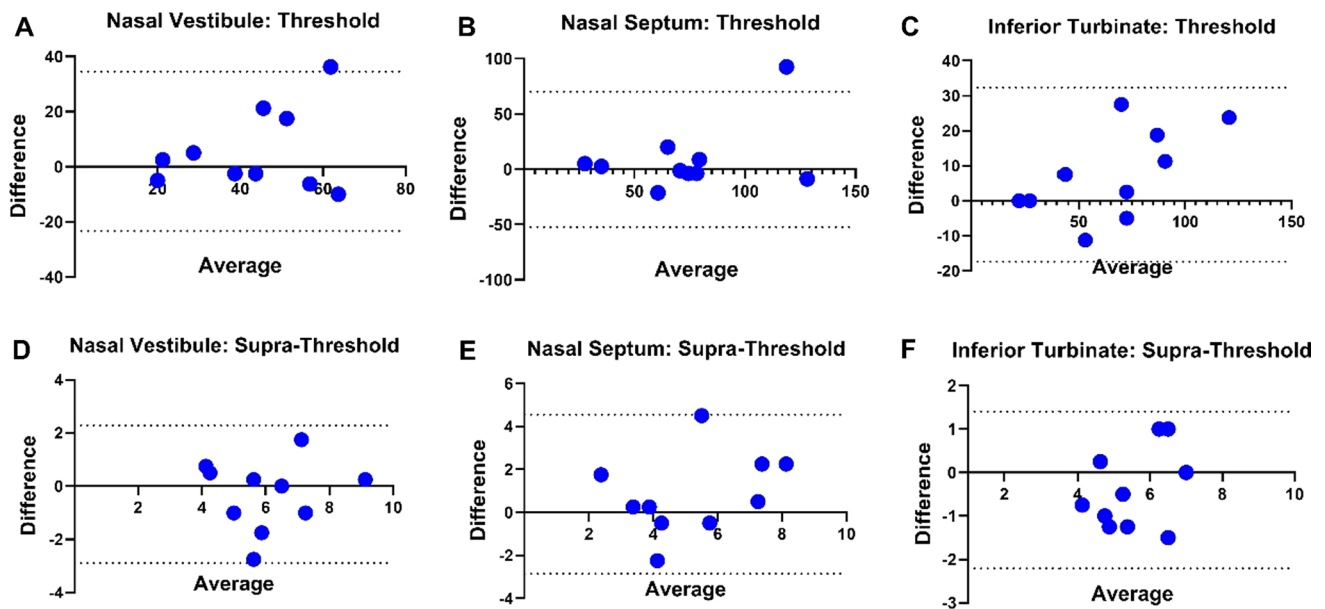 A
Nasal Vestibule: Threshold
Difference
40
20
0
-20
-40
20
40
60
80
Average
B
Nasal Septum: Threshold
Difference
100
50
0
-50
-100
50
100
150
Average
C
Inferior Turbinate: Threshold
Difference
40
30
20
10
0
-10
-20
50
100
150
Average
D
Nasal Vestibule: Supra-Threshold
Difference
4
2
0
-2
-4
2
4
6
8
10
Average
E
Nasal Septum: Supra-Threshold
Difference
6
4
2
0
-2
-4
2
4
6
8
10
Average
F
Inferior Turbinate: Supra-Threshold
Difference
2
1
0
-1
-2
-3
2
4
6
8
10
Average